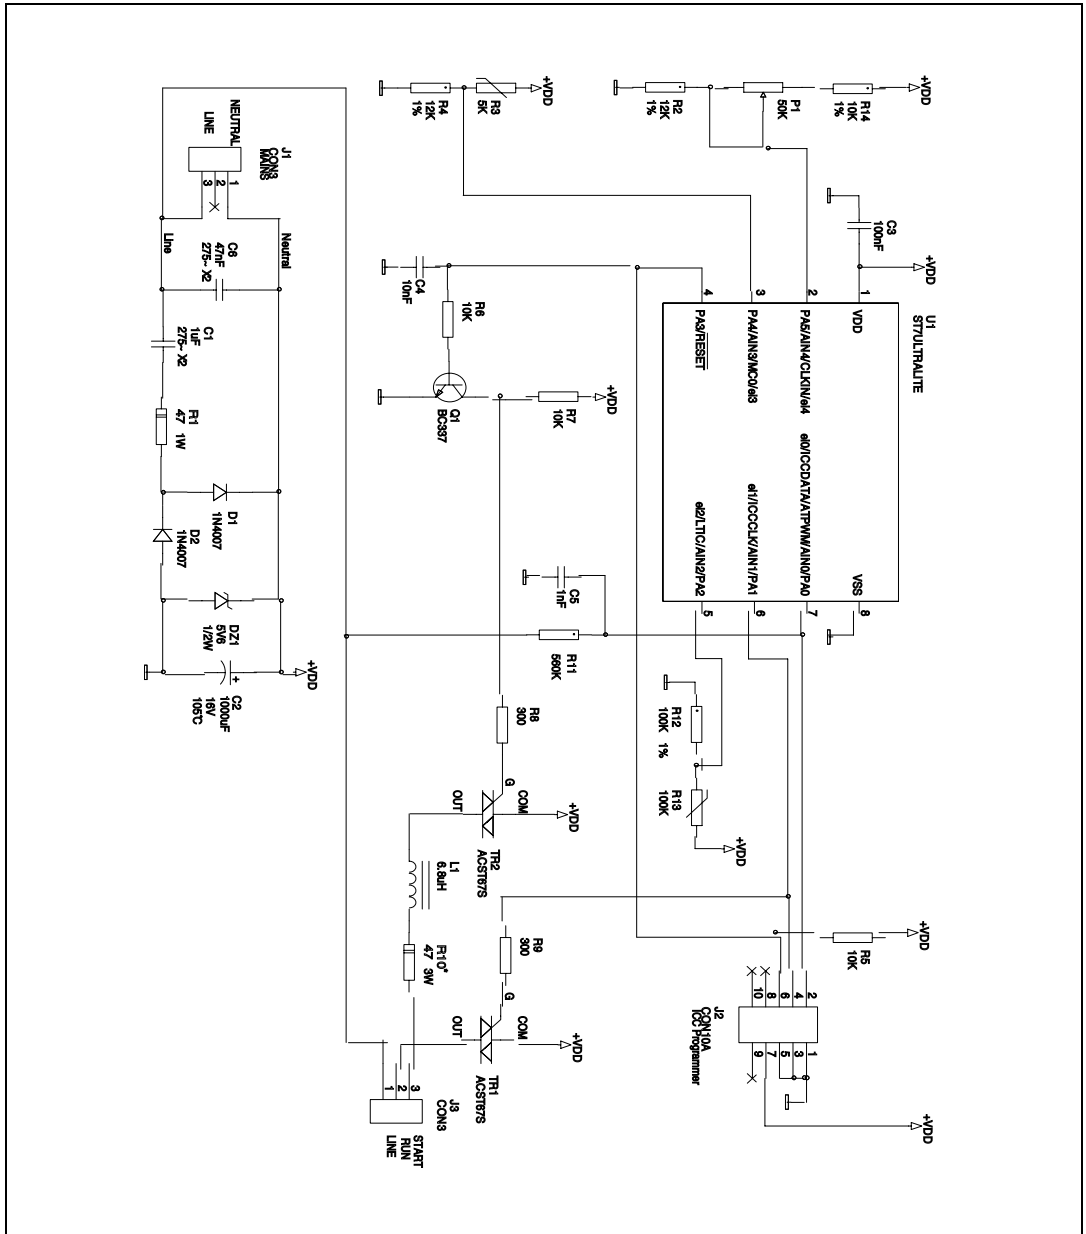 +VDD
R14
10K
1%
P1
50K
R2
12K
1%
+VDD
R3
5K
R4
12K
1%
J1
CON3
MAINS
NEUTRAL
LINE
1
2
3
Neutral
Line
C6
47nF
275~ X2
C1
1uF
275~ X2
R1
47 1W
D1
1N4007
D2
1N4007
DZ1
5V6
1/2W
+VDD
+
C2
1000uF
16V
105℃
C3
100nF
+VDD
U1
ST7ULTRALITE
1
VDD
2
PA5/AIN4/CLKIN/ei4
3
PA4/AIN3/MC0/ei3
4
PA3/RESET
VSS
8
ei0/ICCDATA/ATPWM/AIN0/PA0
7
ei1/ICCCLK/AIN1/PA1
6
ei2/LTIC/AIN2/PA2
5
C4
10nF
R6
10K
Q1
BC337
R7
10K
+VDD
C5
1nF
R11
560K
R12
100K 1%
R13
100K
+VDD
R8
300
G
COM
OUT
+VDD
TR2
ACST67S
L1
6.8uH
R10*
47 3W
R9
300
G
COM
OUT
+VDD
TR1
ACST67S
+VDD
R5
10K
2
4
6
8
10
1
3
5
7
9
J2
CON10A
ICC Programmer
+VDD
3
2
1
J3
CON3
START
RUN
LINE